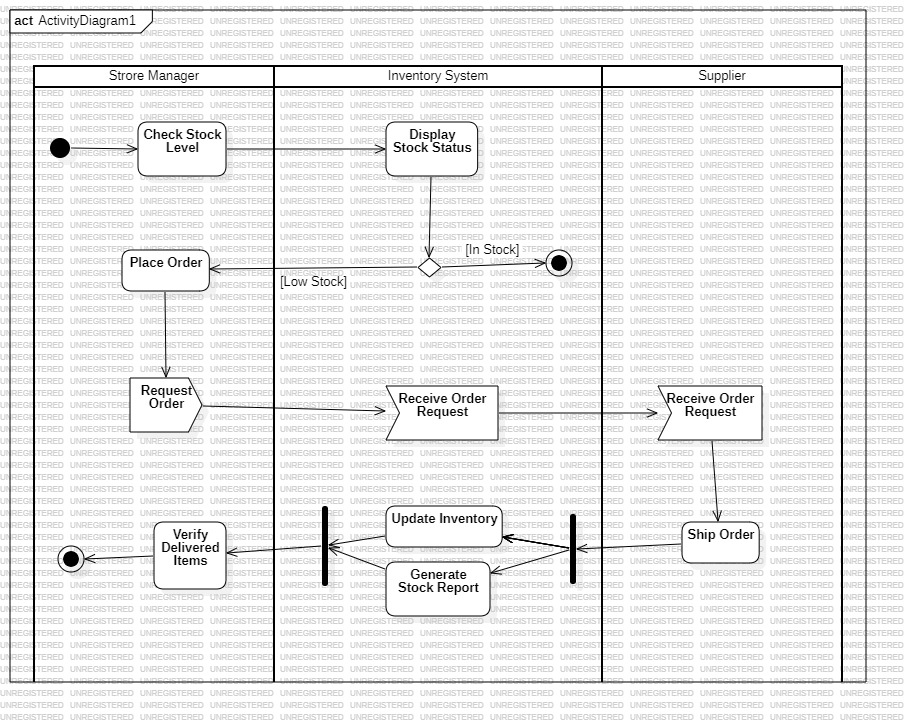 act ActivityDiagram1
Strore Manager
Inventory System
Supplier
Check Stock
Level
Display
Stock Status
[In Stock]
Place Order
[Low Stock]
Request
Order
Receive Order
Request
Receive Order
Request
Update Inventory
Verify
Delivered
Items
Ship Order
Generate
Stock Report
UNREGISTERED